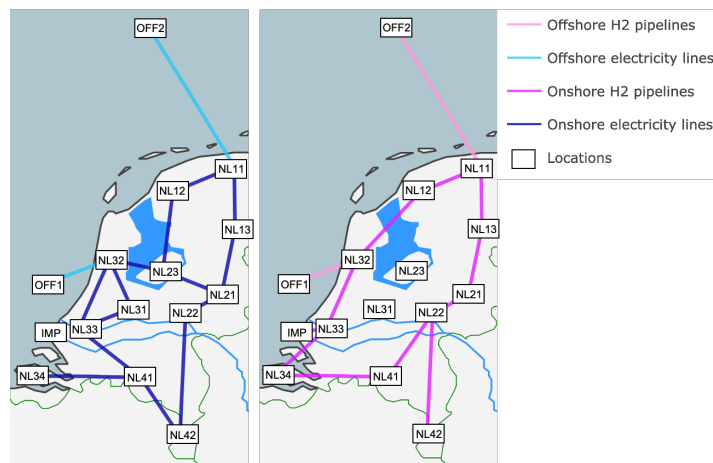 OFF2
NL11
NL12
NL13
NL32
NL23
OFF1
NL21
NL31
NL22
NL33
IMP
NL34
NL41
NL42
OFF2
NL11
NL12
NL13
NL32
NL23
OFF1
NL21
NL31
NL22
NL33
IMP
NL34
NL41
NL42
Offshore H2 pipelines
Offshore electricity lines
Onshore H2 pipelines
Onshore electricity lines
Locations